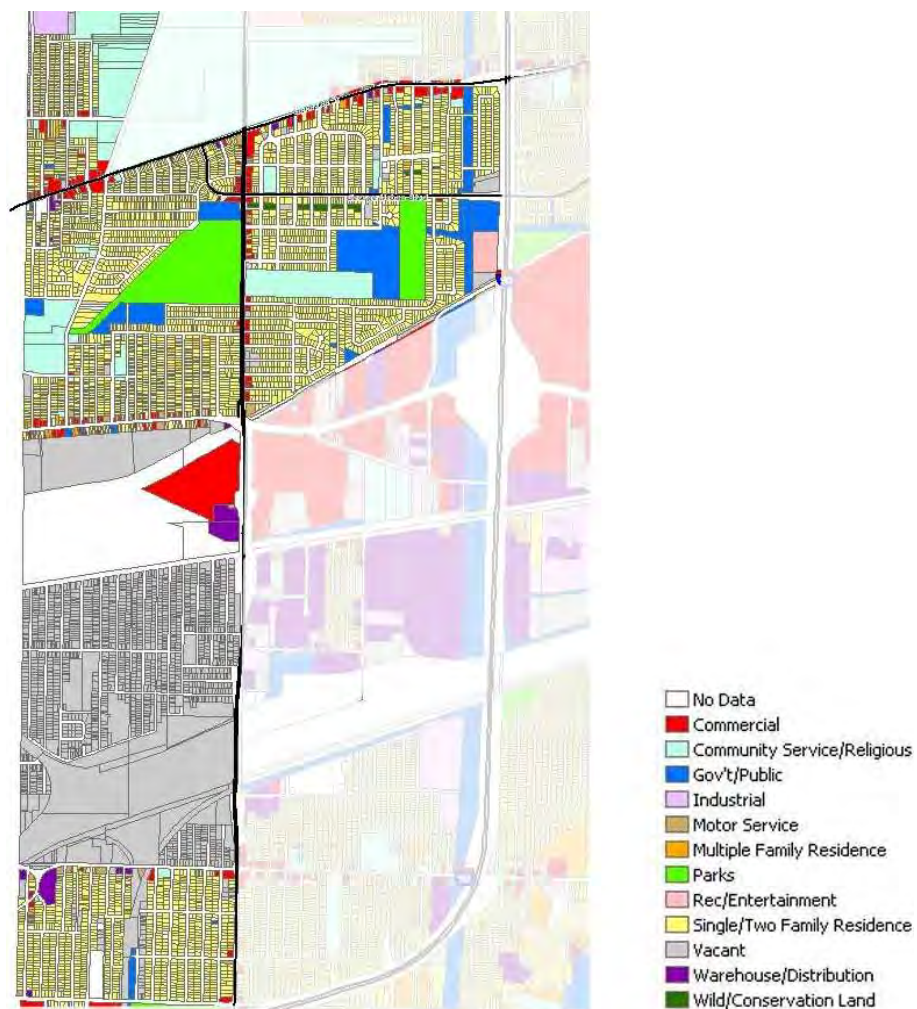 No Data
Commercial
Community Service/Religious
Gov't/Public
Industrial
Motor Service
Multiple Family Residence
Parks
Rec/Entertainment
Single/Two Family Residence
Vacant
Warehouse/Distribution
Wild/Conservation Land